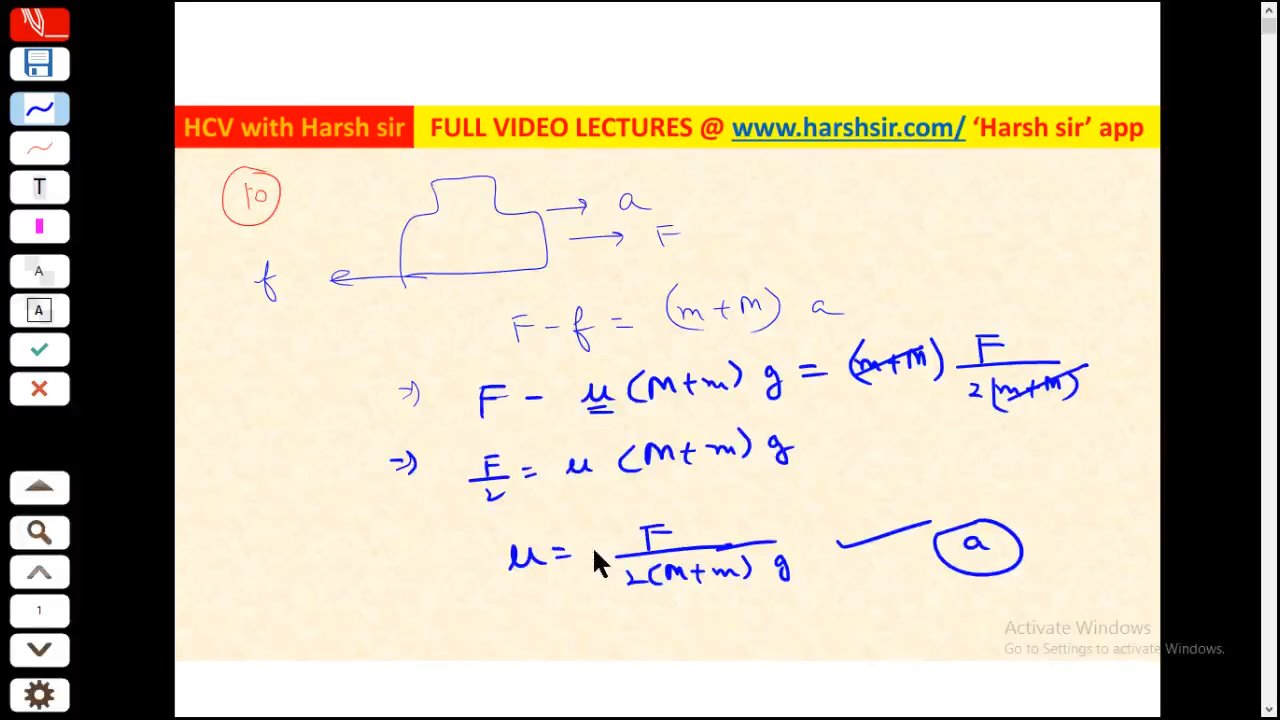 HCV with Harsh sir FULL VIDEO LECTURES @ www.harshsir.com/ 'Harsh sir' app
10
a
F
f
F - f = (m+M) a
⇒ F - μ (M+m) g = (m+M) F / 2(m+M)
⇒ F/2 = μ (M+m) g
μ = F / 2(M+m) g ✓ a
T
A
A
1
Activate Windows
Go to Settings to activate Windows.